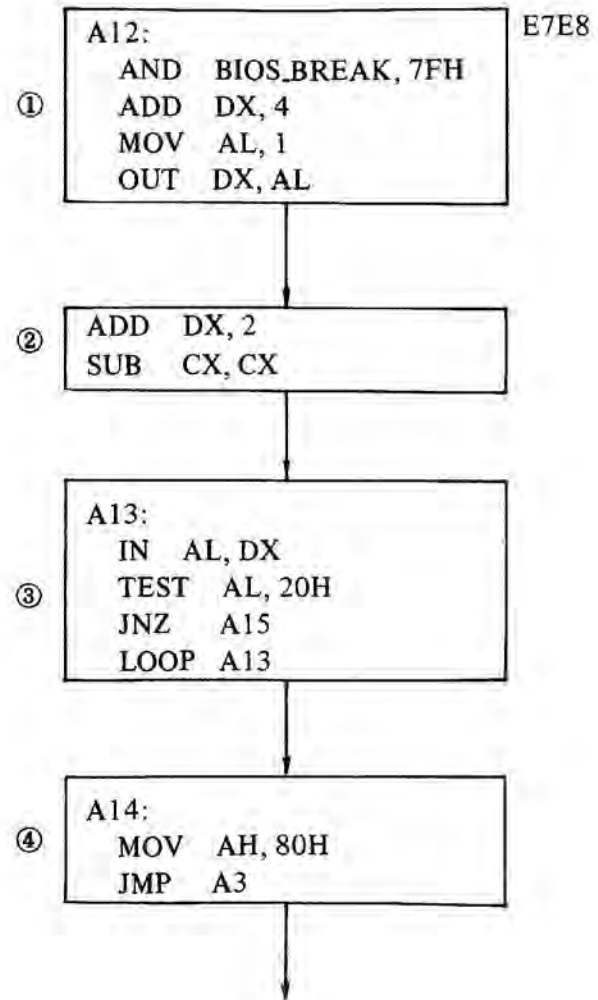 E7E8
①
A12:
AND BIOS_BREAK, 7FH
ADD DX, 4
MOV AL, 1
OUT DX, AL
②
ADD DX, 2
SUB CX, CX
③
A13:
IN AL, DX
TEST AL, 20H
JNZ A15
LOOP A13
④
A14:
MOV AH, 80H
JMP A3